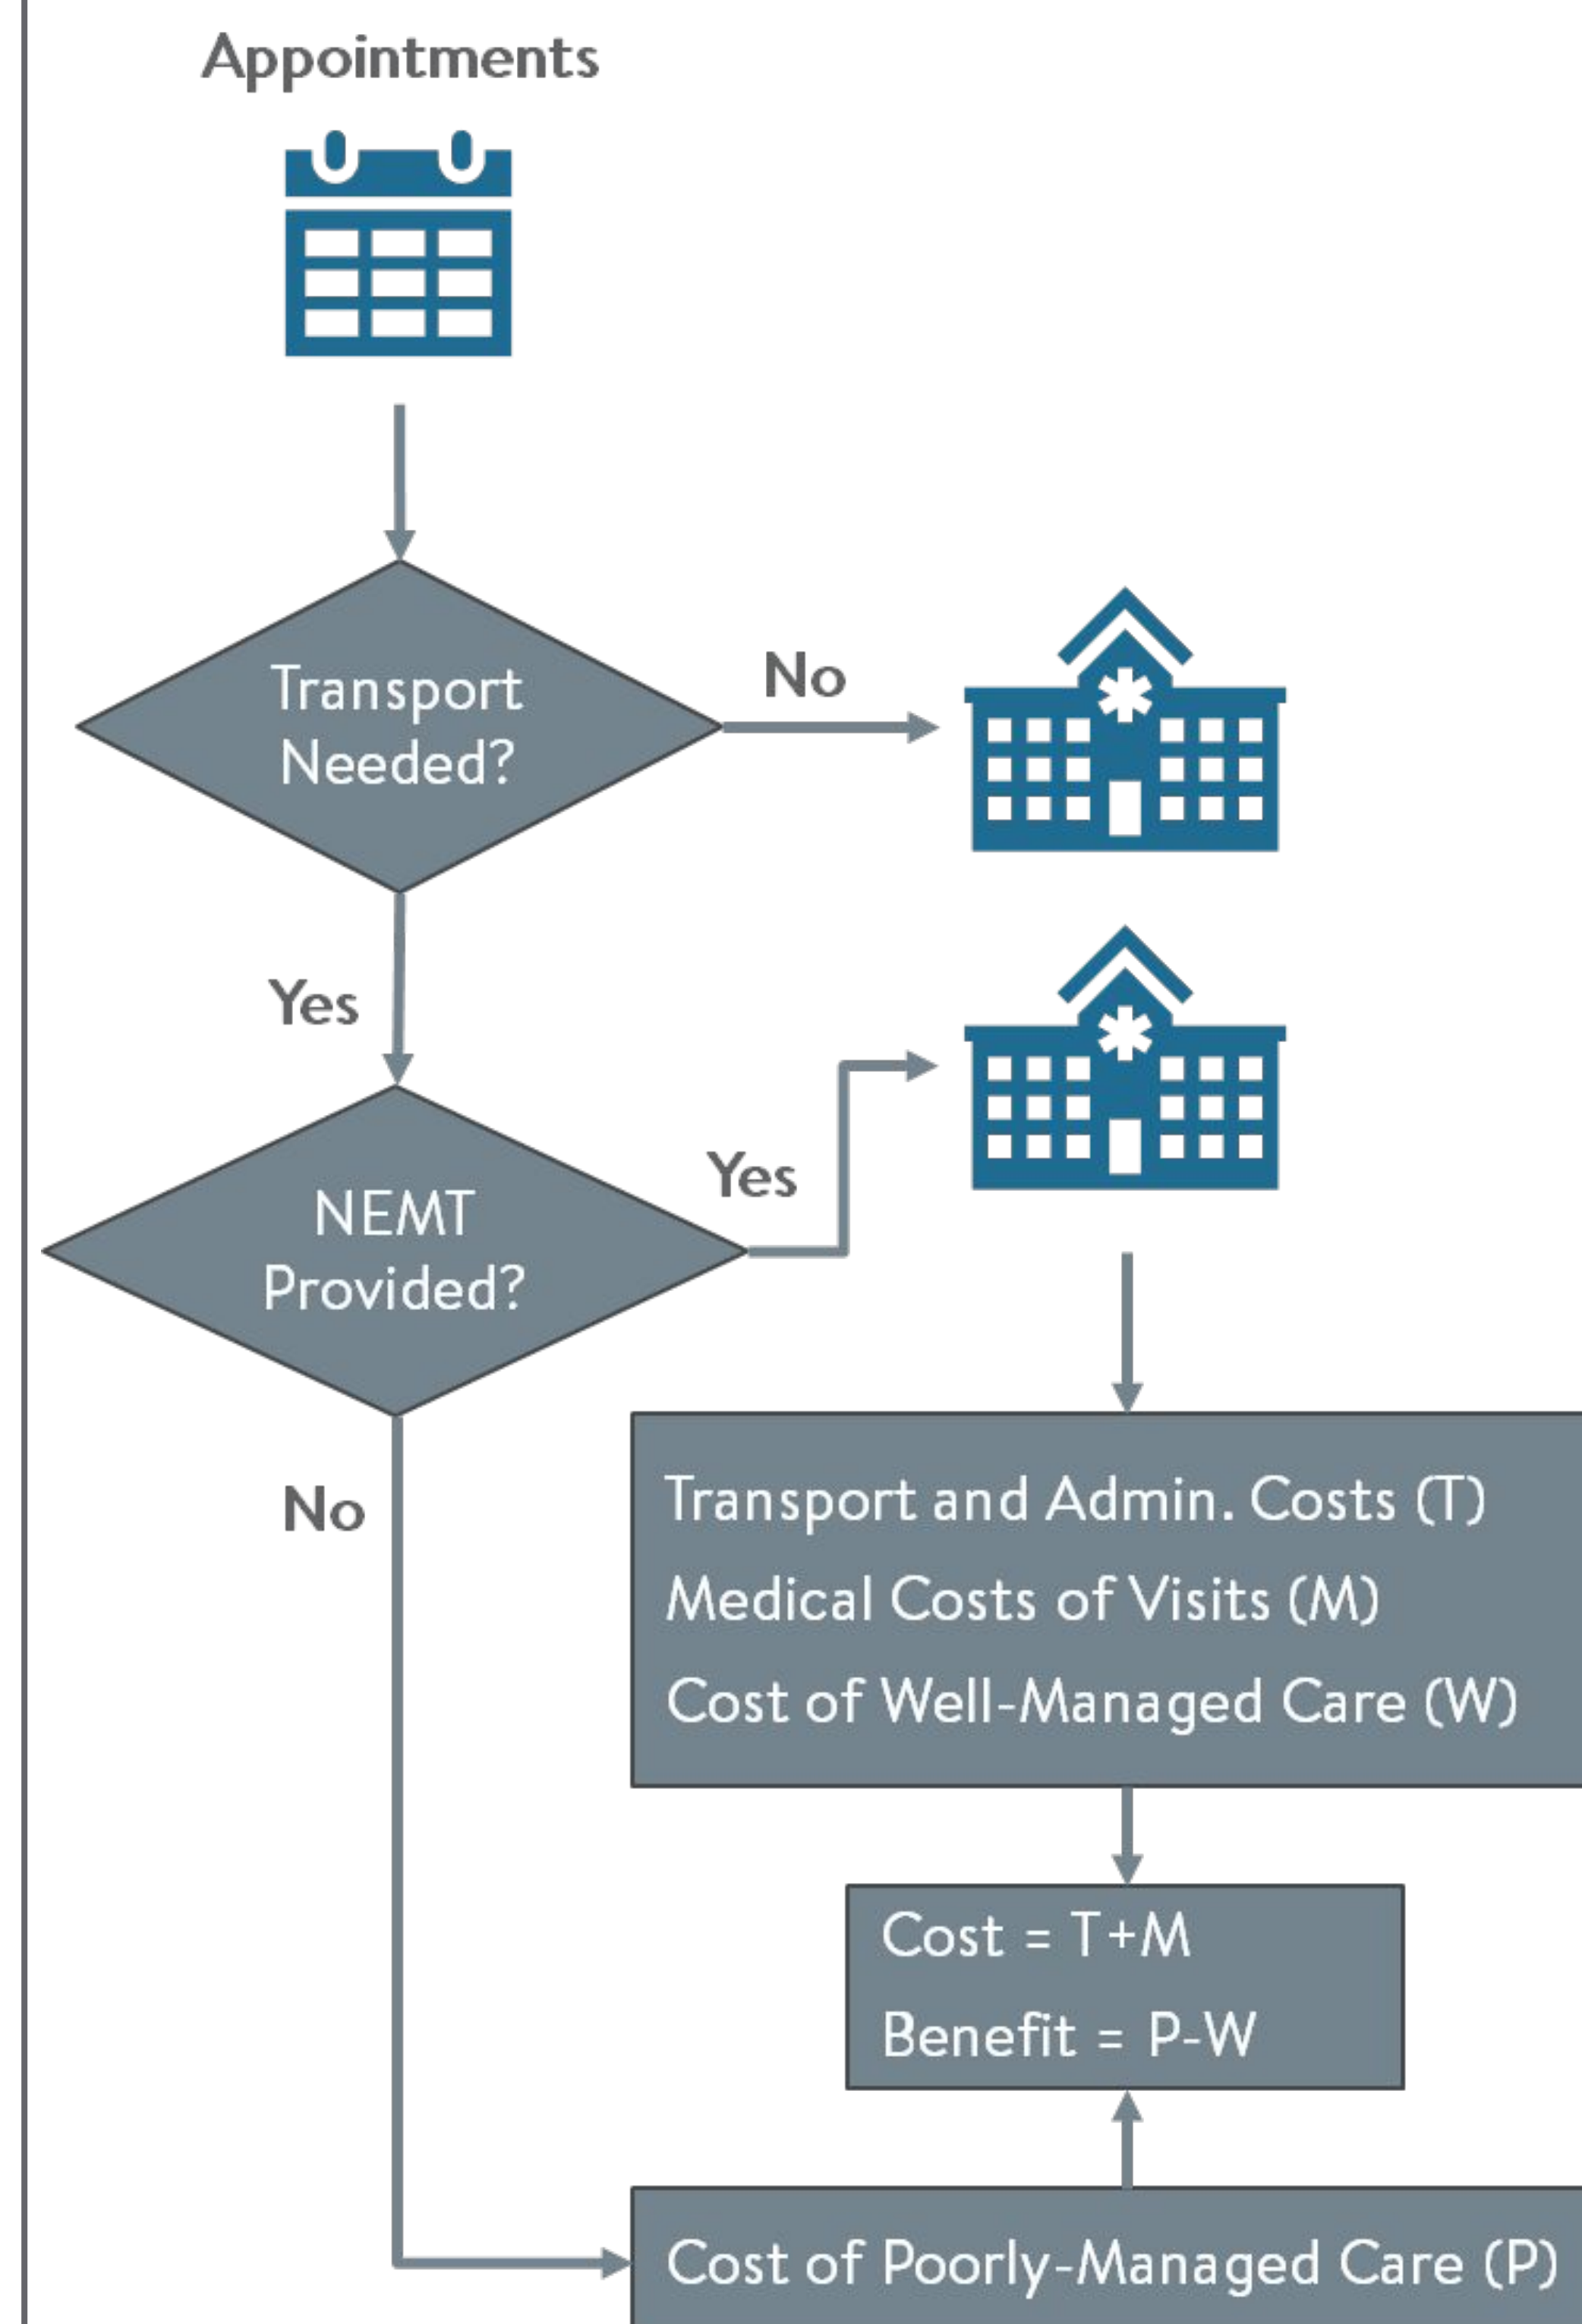 Appointments
Transport
Needed?
No
Yes
NEMT
Provided?
Yes
No
Transport and Admin. Costs (T)
Medical Costs of Visits (M)
Cost of Well-Managed Care (W)
Cost = T+M
Benefit = P-W
Cost of Poorly-Managed Care (P)